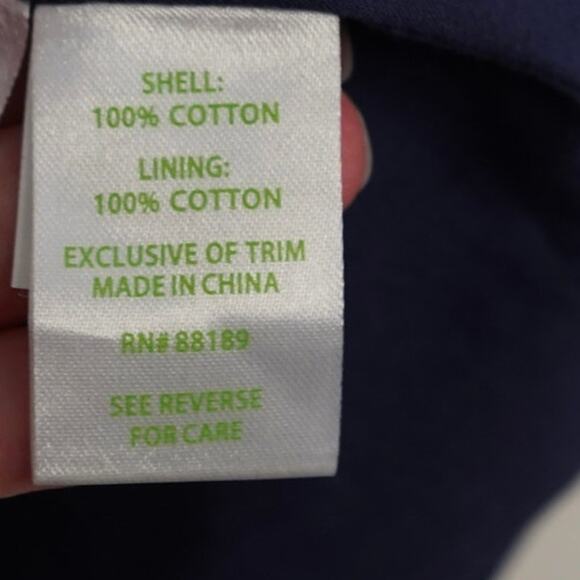 SHELL:
100% COTTON
LINING:
100% COTTON
EXCLUSIVE OF TRIM
MADE IN CHINA
RN# 88189
SEE REVERSE
FOR CARE